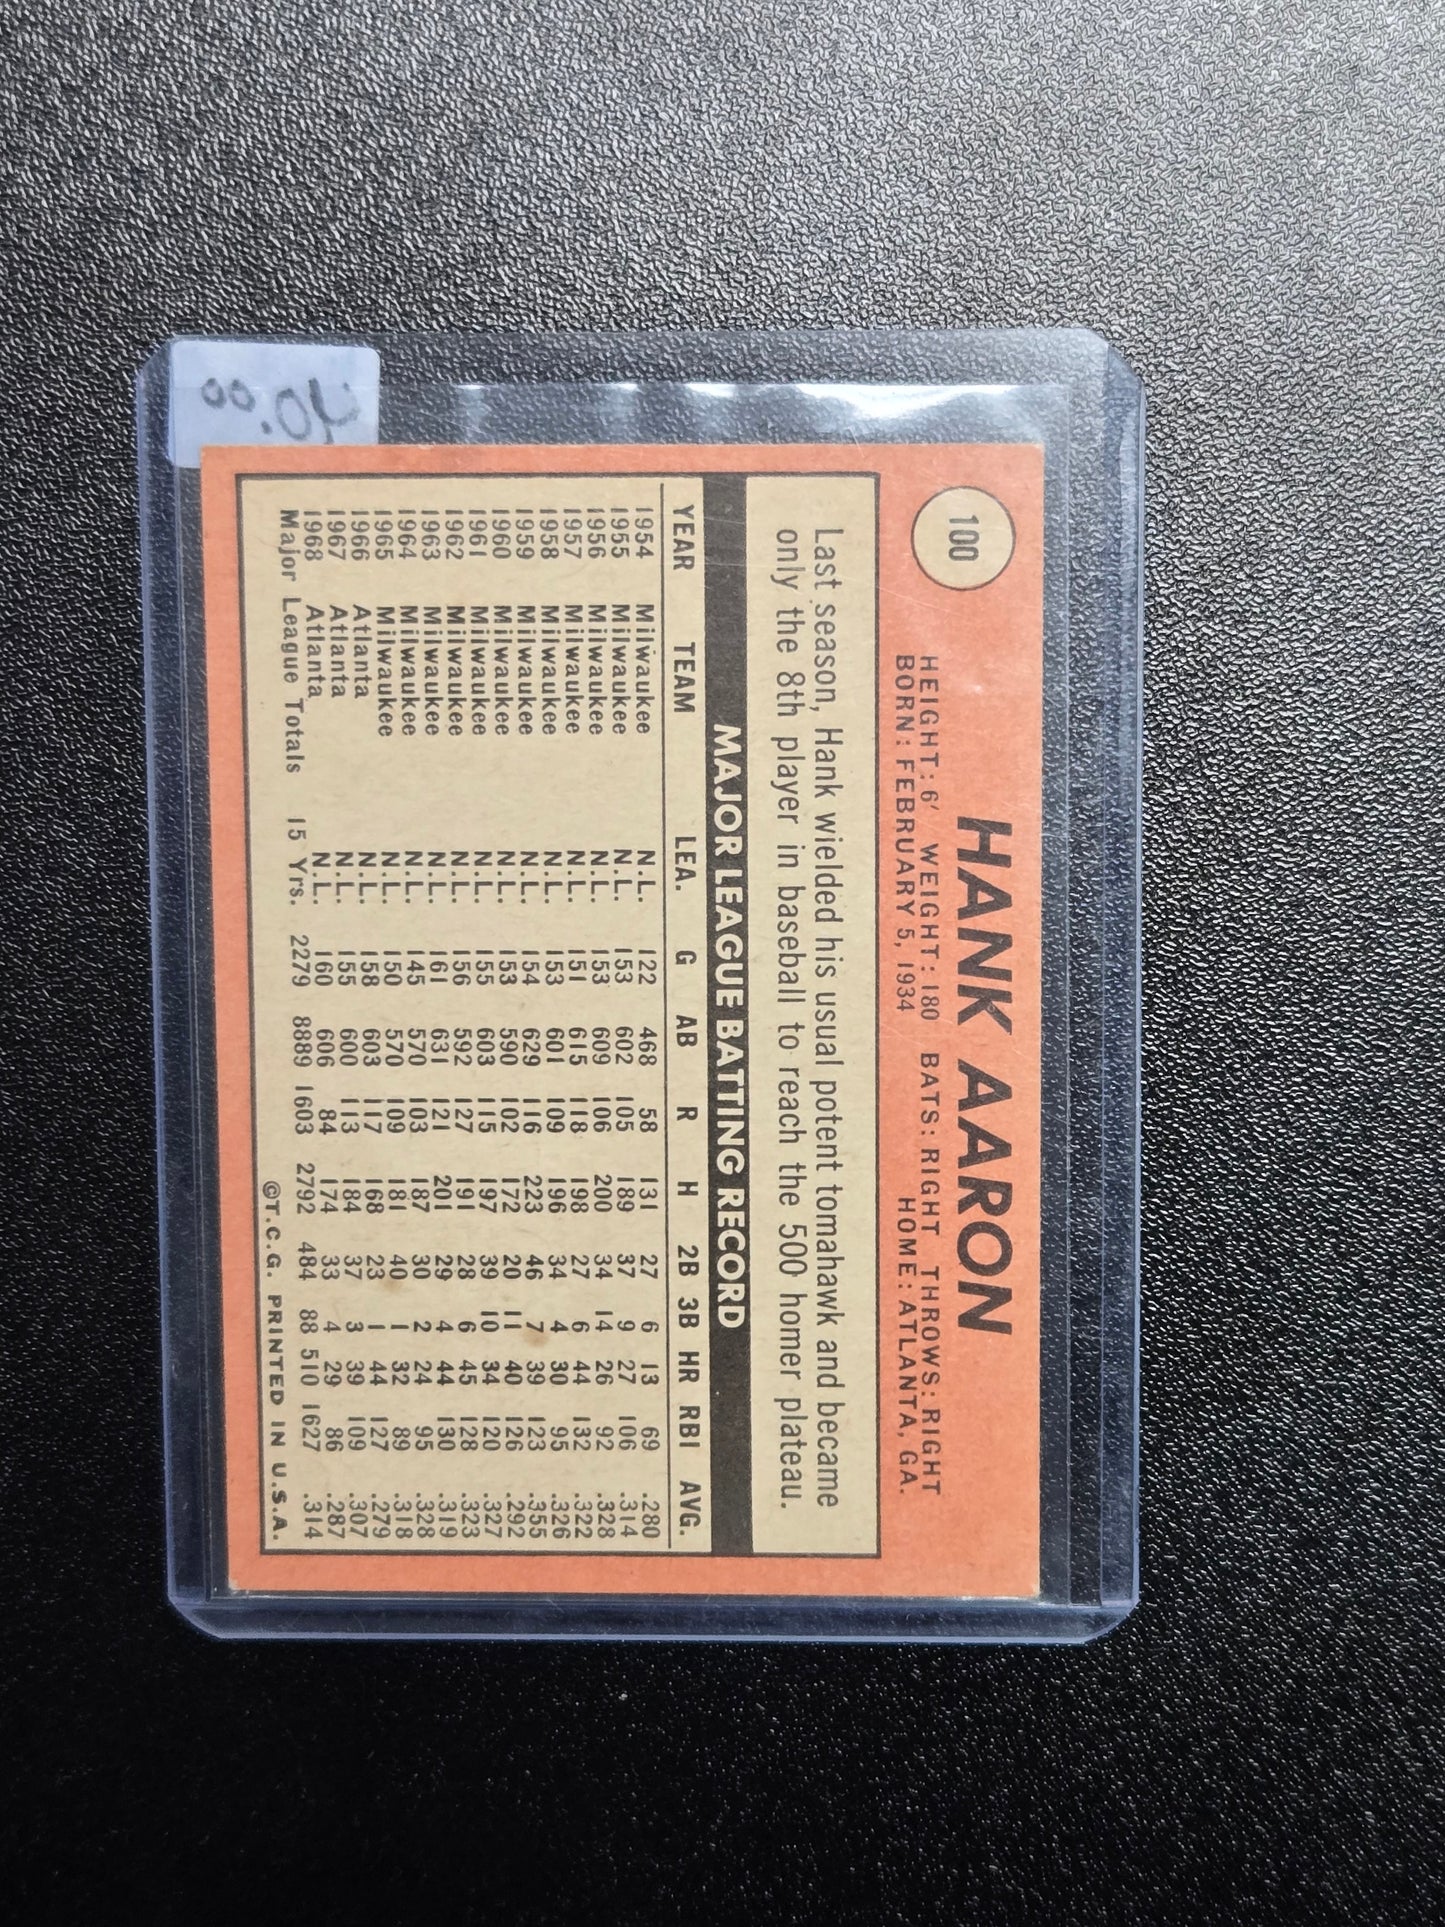 100
HANK AARON
HEIGHT: 6' WEIGHT: 180 BATS: RIGHT THROWS: RIGHT
BORN: FEBRUARY 5, 1934 HOME: ATLANTA, GA.
Last season, Hank wielded his usual potent tomahawk and became
only the 8th player in baseball to reach the 500 homer plateau.
MAJOR LEAGUE BATTING RECORD
YEAR TEAM LEA. G AB R H 2B 3B HR RBI AVG.
1954 Milwaukee N.L. 122 468 58 131 27 6 13 69 .280
1955 Milwaukee N.L. 153 602 105 189 37 9 27 106 .314
1956 Milwaukee N.L. 153 609 106 200 34 14 26 92 .328
1957 Milwaukee N.L. 151 615 118 198 27 6 44 132 .322
1958 Milwaukee N.L. 153 601 109 196 34 4 30 95 .326
1959 Milwaukee N.L. 154 629 116 223 46 7 39 123 .355
1960 Milwaukee N.L. 153 590 102 172 20 11 40 126 .292
1961 Milwaukee N.L. 155 603 115 197 39 10 34 120 .327
1962 Milwaukee N.L. 156 592 127 191 28 6 45 128 .323
1963 Milwaukee N.L. 161 631 121 201 29 4 44 130 .319
1964 Milwaukee N.L. 145 570 103 187 30 2 24 95 .328
1965 Milwaukee N.L. 150 570 109 181 40 1 32 89 .318
1966 Atlanta N.L. 158 603 117 168 23 1 44 127 .279
1967 Atlanta N.L. 155 600 113 184 37 3 39 109 .307
1968 Atlanta N.L. 160 606 84 174 33 4 29 86 .287
Major League Totals 15 Yrs. 2279 8889 1603 2792 484 88 510 1627 .314
©T.C.G. PRINTED IN U.S.A.